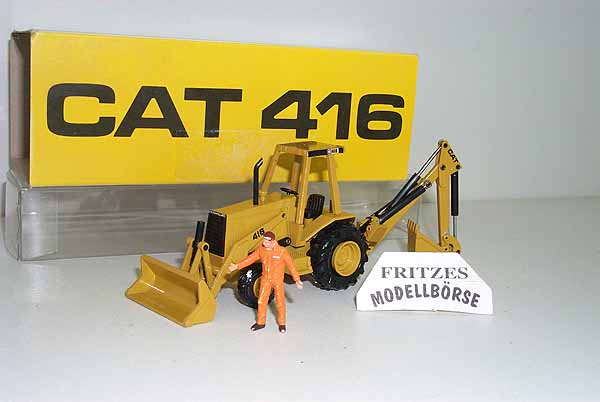 CAT 416
416
CAT
FRITZES
MODELLBÖRSE